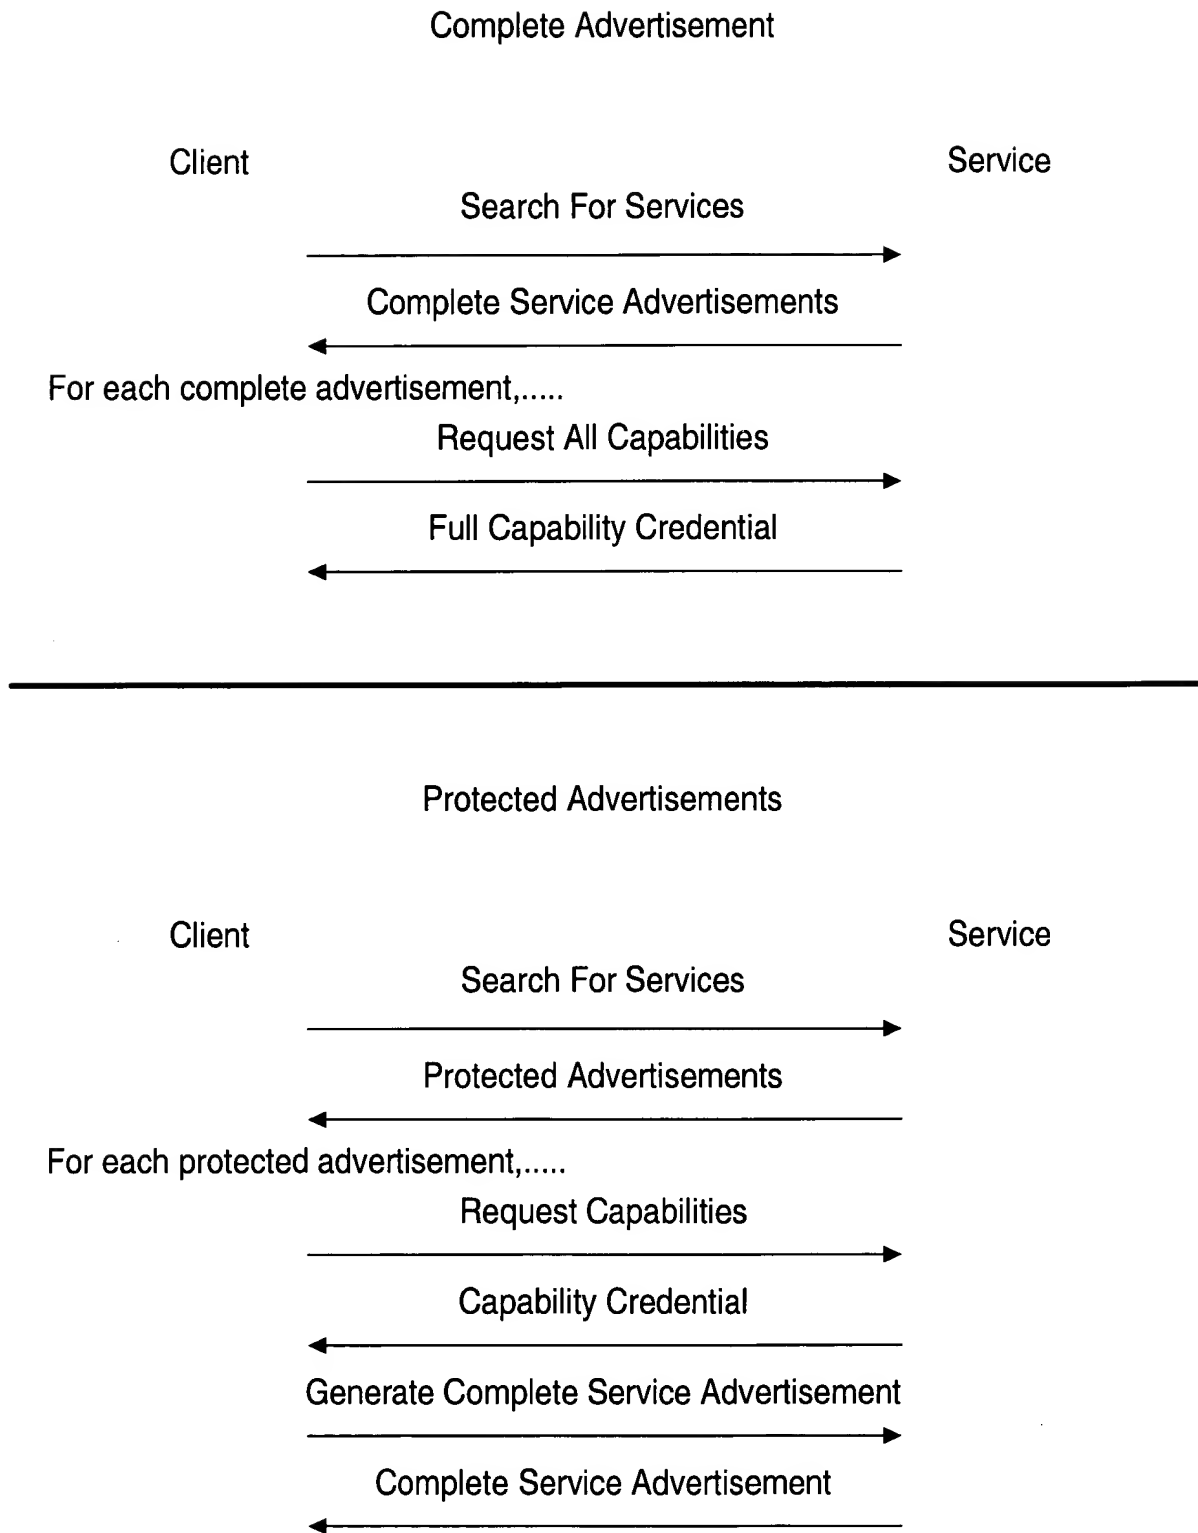 Complete Advertisement
Client
Service
Search For Services
Complete Service Advertisements
For each complete advertisement,.....
Request All Capabilities
Full Capability Credential
Protected Advertisements
Client
Service
Search For Services
Protected Advertisements
For each protected advertisement,.....
Request Capabilities
Capability Credential
Generate Complete Service Advertisement
Complete Service Advertisement